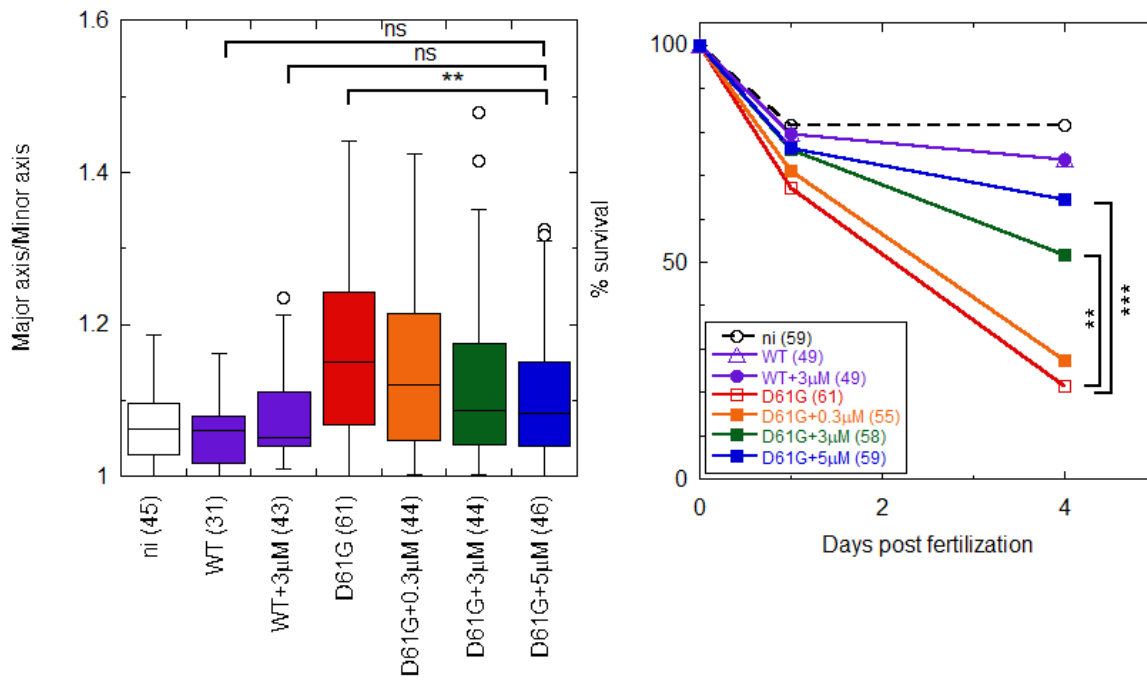 1.6
1.4
1.2
1
Major axis/Minor axis
ns
ns
**
ni (45)
WT (31)
WT+3µM (43)
D61G (61)
D61G+0.3µM (44)
D61G+3µM (44)
D61G+5µM (46)
100
50
0
% survival
ni (59)
WT (49)
WT+3µM (49)
D61G (61)
D61G+0.3µM (55)
D61G+3µM (58)
D61G+5µM (59)
**
***
0
2
4
Days post fertilization